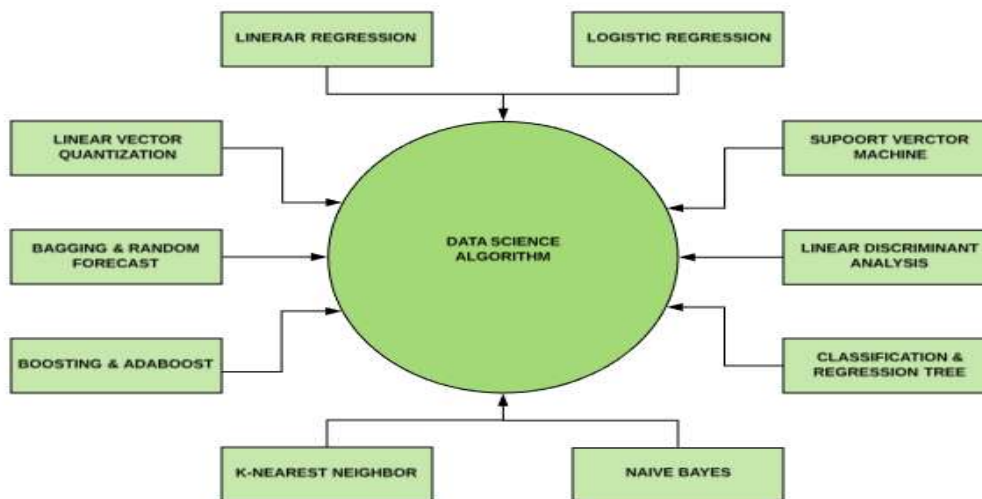 LINERAR REGRESSION
LOGISTIC REGRESSION
LINEAR VECTOR
QUANTIZATION
SUPOORT VERCTOR
MACHINE
BAGGING & RANDOM
FORECAST
DATA SCIENCE
ALGORITHM
LINEAR DISCRIMINANT
ANALYSIS
BOOSTING & ADABOOST
CLASSIFICATION &
REGRESSION TREE
K-NEAREST NEIGHBOR
NAIVE BAYES